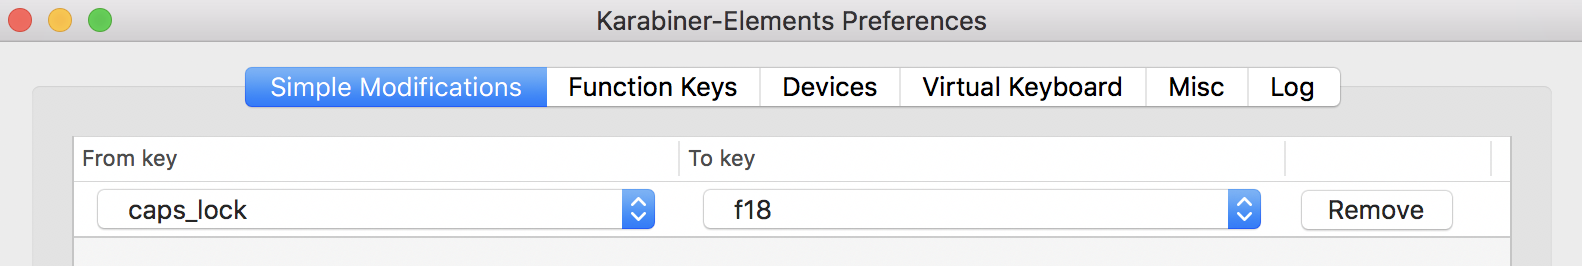 Karabiner-Elements Preferences
Simple Modifications Function Keys Devices Virtual Keyboard Misc Log
From key To key
caps_lock f18 Remove